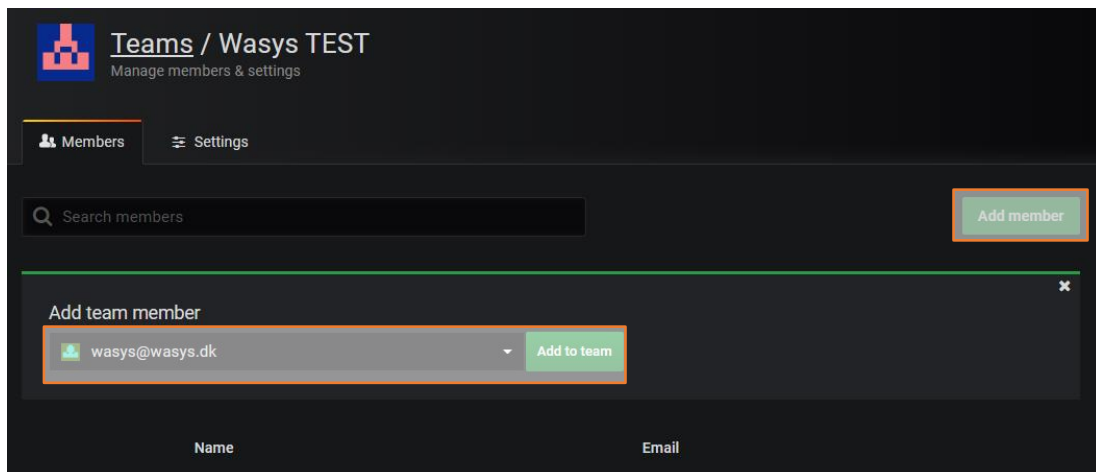 Teams / Wasys TEST
Manage members & settings
Members Settings
Search members
Add member
Add team member
wasys@wasys.dk
Add to team
Name Email